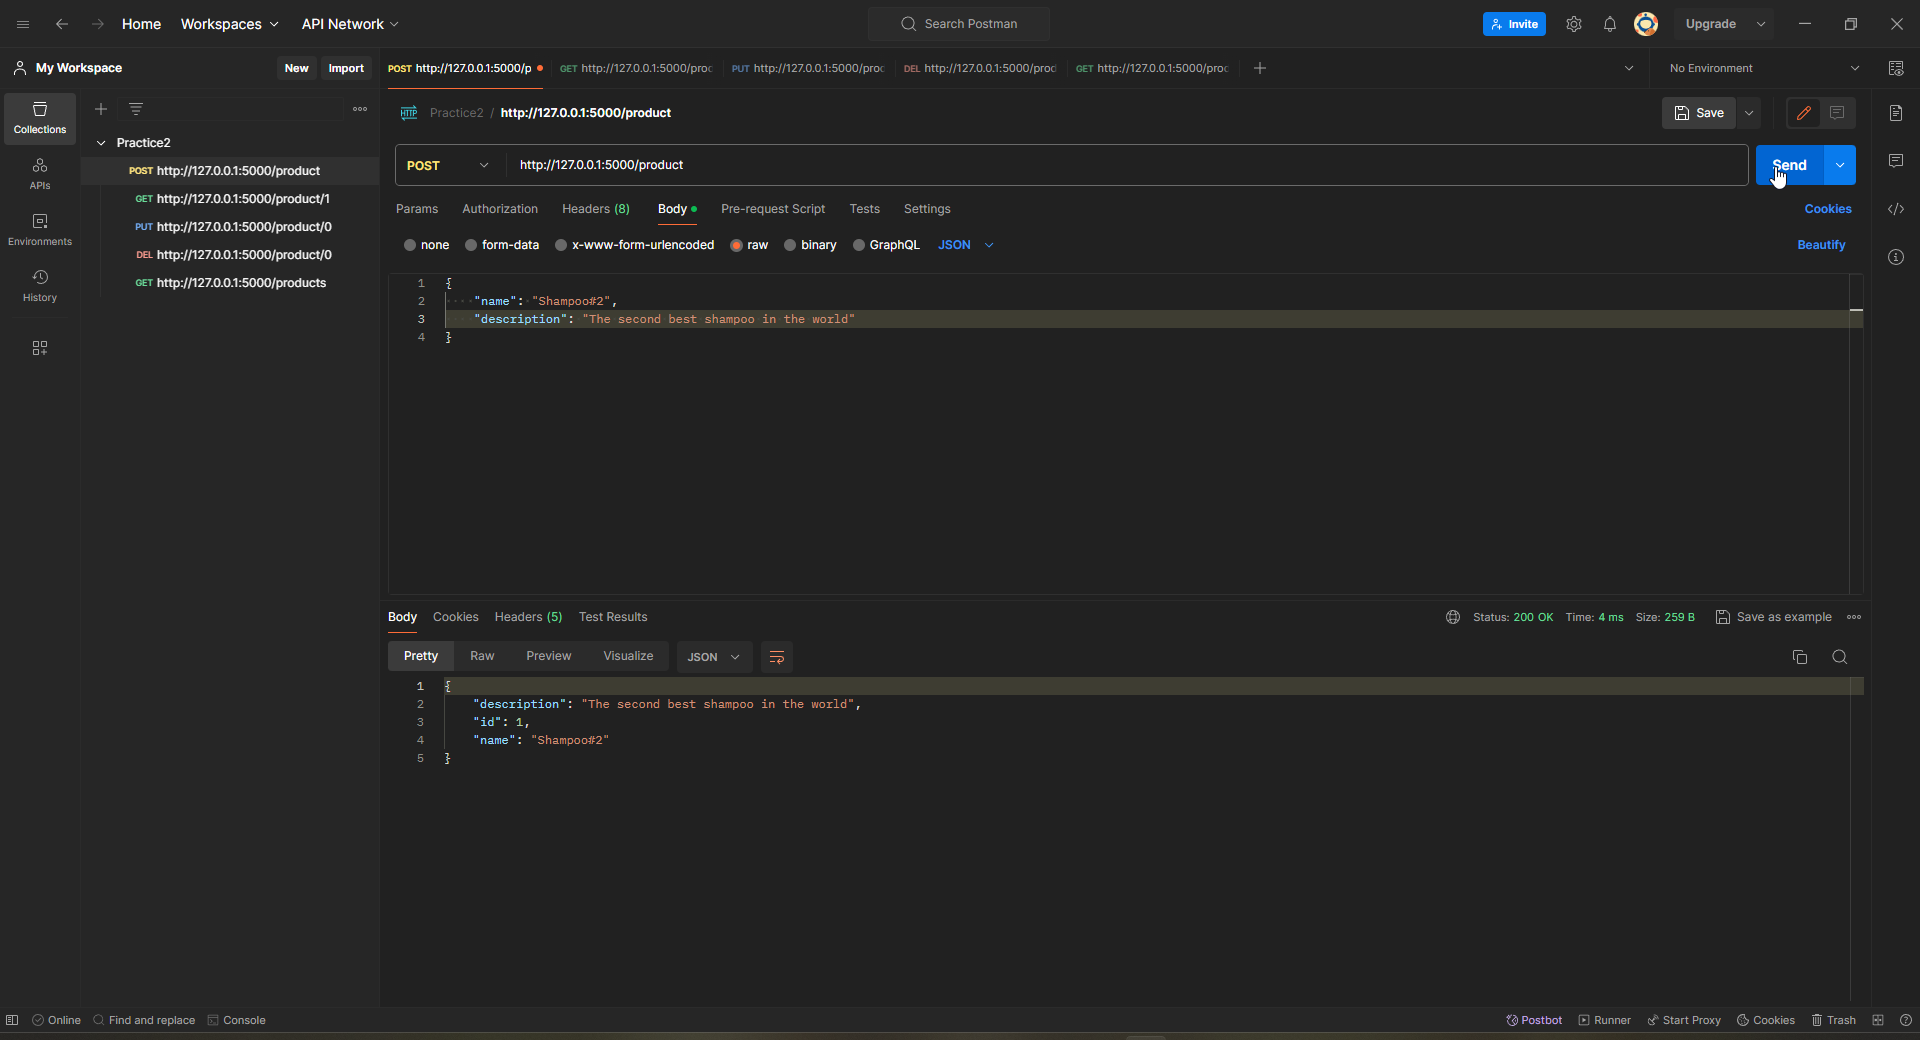 Home Workspaces API Network Search Postman Invite Upgrade
My Workspace New Import POST http://127.0.0.1:5000/p GET http://127.0.0.1:5000/proc PUT http://127.0.0.1:5000/proc DEL http://127.0.0.1:5000/prod GET http://127.0.0.1:5000/proc No Environment
Collections
APIs
Environments
History
Practice2
POST http://127.0.0.1:5000/product
GET http://127.0.0.1:5000/product/1
PUT http://127.0.0.1:5000/product/0
DEL http://127.0.0.1:5000/product/0
GET http://127.0.0.1:5000/products
HTTP Practice2 / http://127.0.0.1:5000/product Save
POST http://127.0.0.1:5000/product Send
Params Authorization Headers (8) Body Pre-request Script Tests Settings Cookies
none form-data x-www-form-urlencoded raw binary GraphQL JSON Beautify
1 {
2 "name": "Shampoo#2",
3 "description": "The second best shampoo in the world"
4 }
Body Cookies Headers (5) Test Results Status: 200 OK Time: 4 ms Size: 259 B Save as example
Pretty Raw Preview Visualize JSON
1 {
2 "description": "The second best shampoo in the world",
3 "id": 1,
4 "name": "Shampoo#2"
5 }
Online Find and replace Console Postbot Runner Start Proxy Cookies Trash